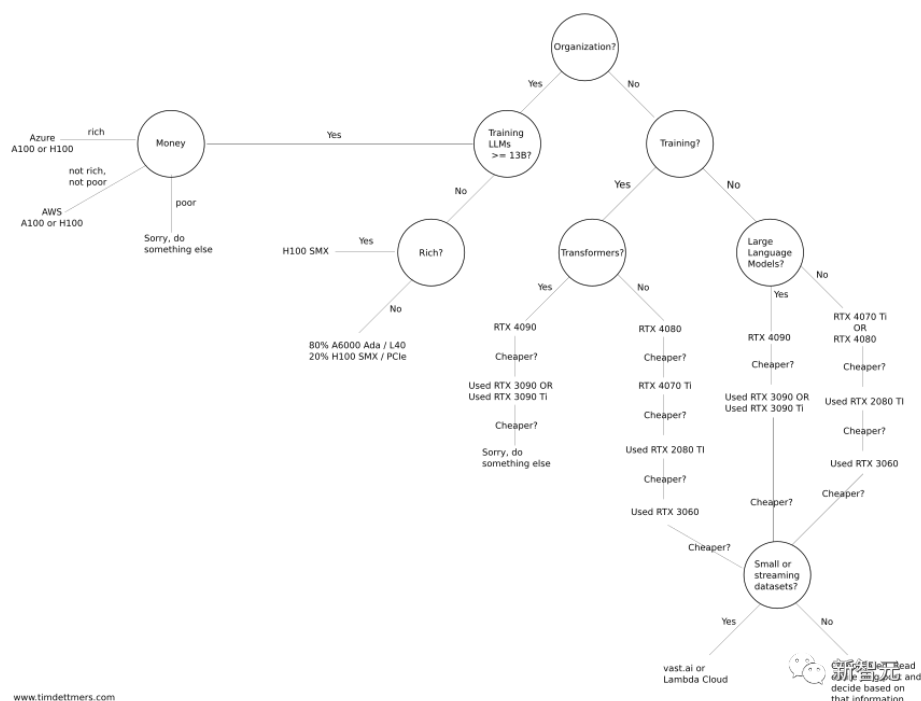 Organization?
Yes
No
Azure
A100 or H100
rich
Money
Yes
Training
LLMs
>= 13B?
Training?
not rich,
not poor
AWS
A100 or H100
poor
Sorry, do
something else
No
Yes
No
H100 SMX
Yes
Rich?
Transformers?
Large
Language
Models?
No
No
Yes
No
Yes
80% A6000 Ada / L40
20% H100 SMX / PCIe
RTX 4090
Cheaper?
Used RTX 3090 OR
Used RTX 3090 Ti
Cheaper?
Sorry, do
something else
RTX 4080
Cheaper?
RTX 4070 Ti
Cheaper?
Used RTX 2080 TI
Cheaper?
Used RTX 3060
Cheaper?
RTX 4090
Cheaper?
Used RTX 3090 OR
Used RTX 3090 Ti
Cheaper?
RTX 4070 Ti
OR
RTX 4080
Cheaper?
Used RTX 2080 TI
Cheaper?
Used RTX 3060
Cheaper?
Small or
streaming
datasets?
Yes
No
vast.ai or
Lambda Cloud
Read
post and
decide based on
that information
新智元
www.timdettmers.com